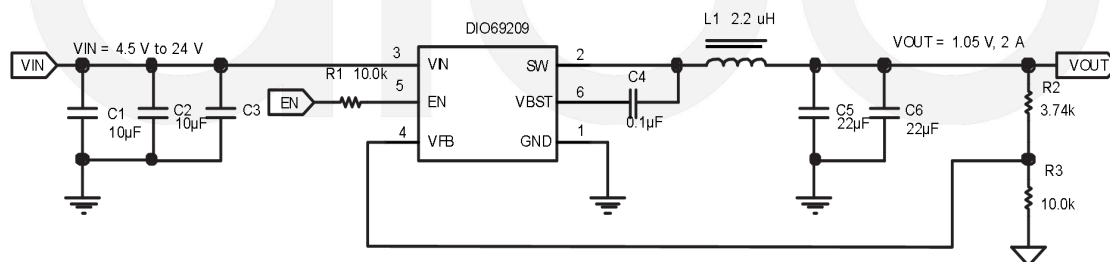 DIO69209
L1 2.2 uH
VIN = 4.5 V to 24 V
VOUT = 1.05 V, 2 A
VIN
R1 10.0k
3
VIN
SW
2
C4
VOUT
EN
5
EN
VBST
6
0.1µF
R2
3.74k
C1
10µF
C2
10µF
C3
4
VFB
GND
1
C5
22µF
C6
22µF
R3
10.0k